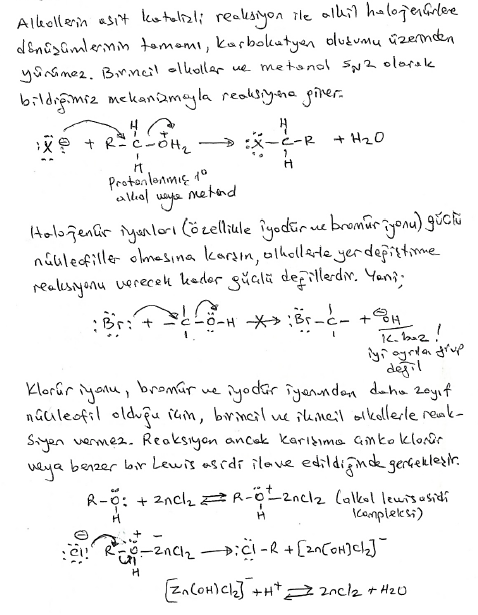 Alkollerin asit katalizli reaksiyon ile alkil halojenürlere
dönüşümlerinin tamamı, karbokatyon oluşumu üzerinden
yürümez. Birincil alkoller ve metanol SN2 olarak
bildiğimiz mekanizmayla reaksiyona girer.
:X:⊖ + R-C-OH2 → :X-C-R + H2O
H H
H H
Protonlanmış 1°
alkol veya metanol
Halojenür iyonları (özellikle iyodür ve bromür iyonu) güçlü
nükleofiller olmasına karşın, alkollerle yer değiştirme
reaksiyonu verecek kadar güçlü değillerdir. Yani;
:Br: + -C-O-H → :Br-C- + ⊖OH
K. baz!
iyi ayrılan grup
değil
Klorür iyonu, bromür ve iyodür iyonundan daha zayıf
nükleofil olduğu için, birincil ve ikincil alkollerle reak-
siyon vermez. Reaksiyon ancak karışıma çinko klorür
veya benzer bir Lewis asidi ilave edildiğinde gerçekleşir.
R-O: + ZnCl2 ⇌ R-O⁺-ZnCl2 (alkol lewis asidi
H H kompleksi)
:Cl:⊖ R-O⁺-ZnCl2⁻ → :Cl-R + [Zn(OH)Cl2]⁻
H
[Zn(OH)Cl2]⁻ + H⁺ ⇌ ZnCl2 + H2O